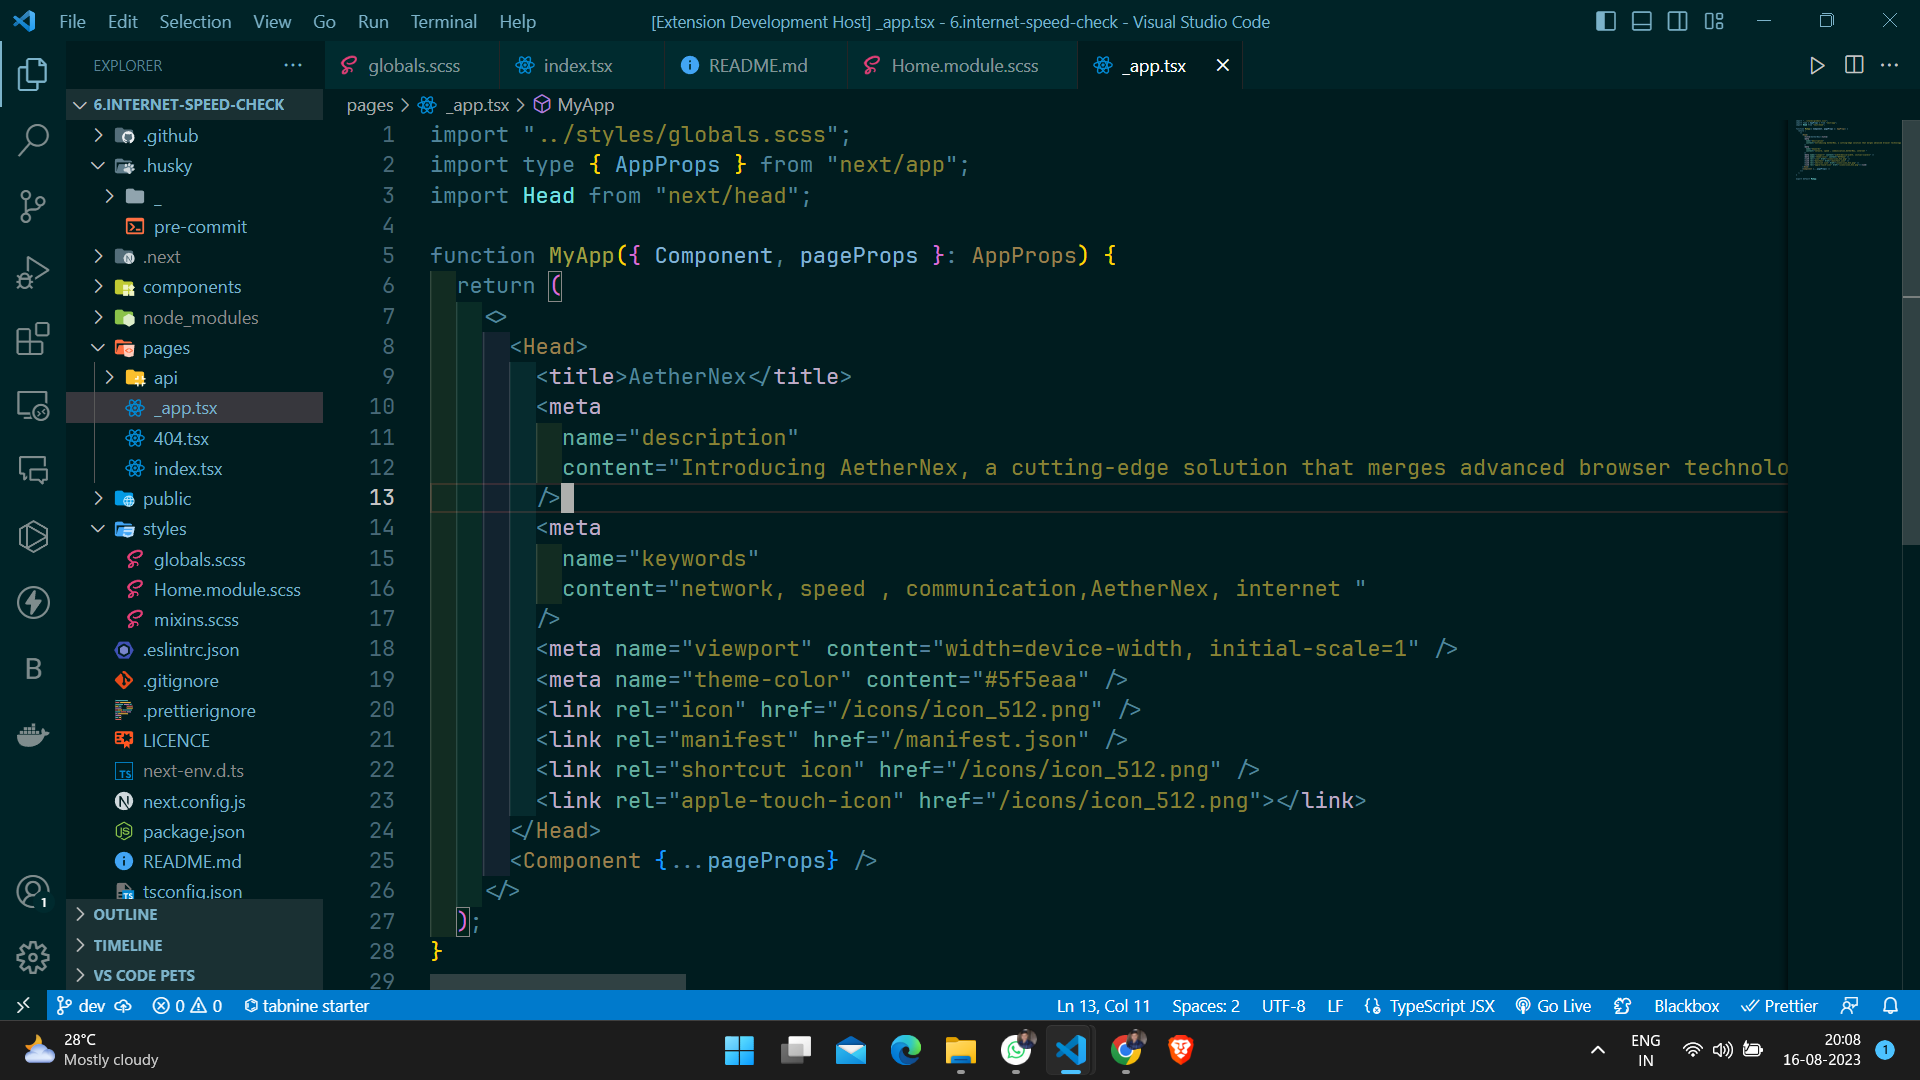 File Edit Selection View Go Run Terminal Help
[Extension Development Host] _app.tsx - 6.internet-speed-check - Visual Studio Code
EXPLORER
globals.scss index.tsx README.md Home.module.scss _app.tsx
6.INTERNET-SPEED-CHECK
.github
.husky
_
pre-commit
.next
components
node_modules
pages
api
_app.tsx
404.tsx
index.tsx
public
styles
globals.scss
Home.module.scss
mixins.scss
.eslintrc.json
.gitignore
.prettierignore
LICENCE
next-env.d.ts
next.config.js
package.json
README.md
tsconfig.json
OUTLINE
TIMELINE
VS CODE PETS
pages > _app.tsx > MyApp
1 import "../styles/globals.scss";
2 import type { AppProps } from "next/app";
3 import Head from "next/head";
4
5 function MyApp({ Component, pageProps }: AppProps) {
6 return (
7 <>
8 <Head>
9 <title>AetherNex</title>
10 <meta
11 name="description"
12 content="Introducing AetherNex, a cutting-edge solution that merges advanced browser technolo
13 />
14 <meta
15 name="keywords"
16 content="network, speed , communication,AetherNex, internet "
17 />
18 <meta name="viewport" content="width=device-width, initial-scale=1" />
19 <meta name="theme-color" content="#5f5eaa" />
20 <link rel="icon" href="/icons/icon_512.png" />
21 <link rel="manifest" href="/manifest.json" />
22 <link rel="shortcut icon" href="/icons/icon_512.png" />
23 <link rel="apple-touch-icon" href="/icons/icon_512.png"></link>
24 </Head>
25 <Component {...pageProps} />
26 </>
27 );
28 }
29
B
1
dev 0 0 tabnine starter
Ln 13, Col 11 Spaces: 2 UTF-8 LF TypeScript JSX Go Live Blackbox Prettier
28°C
Mostly cloudy
ENG
IN
20:08
16-08-2023
1